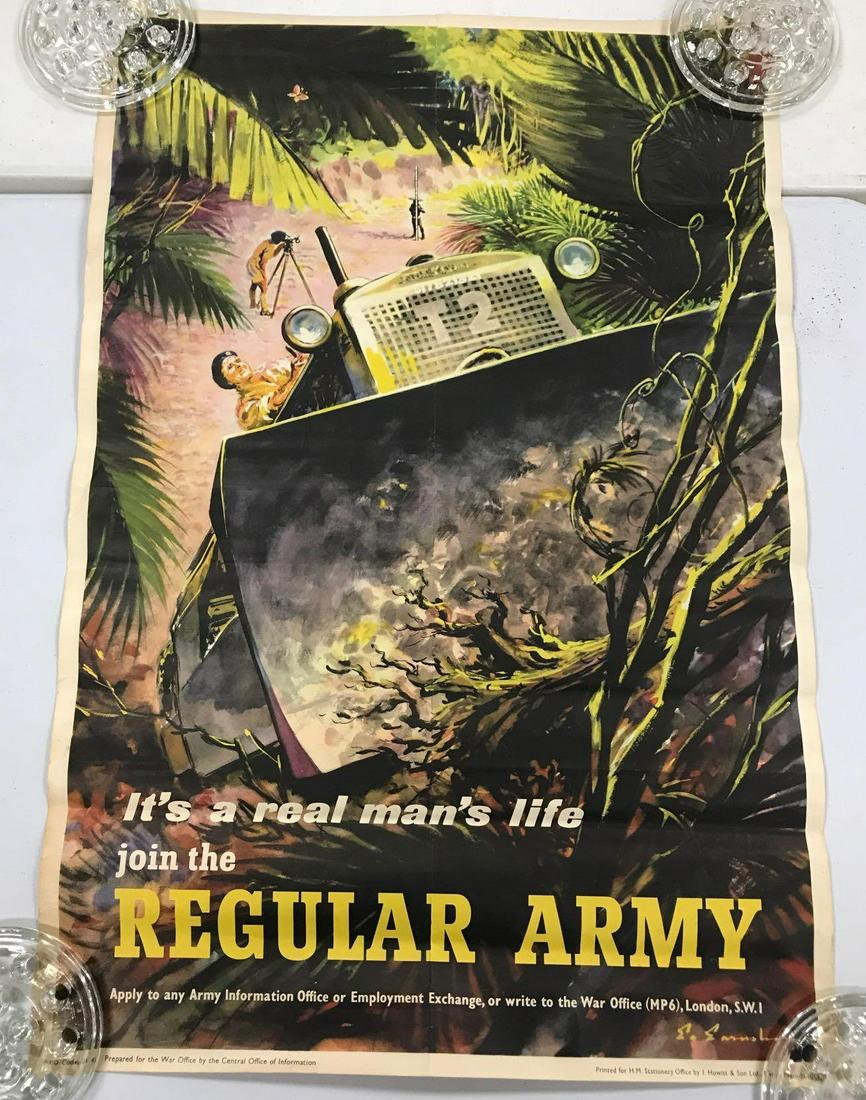 T2
It's a real man's life
join the
REGULAR ARMY
Apply to any Army Information Office or Employment Exchange, or write to the War Office (MP6), London, S.W.1
Prepared for the War Office by the Central Office of Information
Printed for H.M. Stationery Office by J. Howitt & Son Ltd.